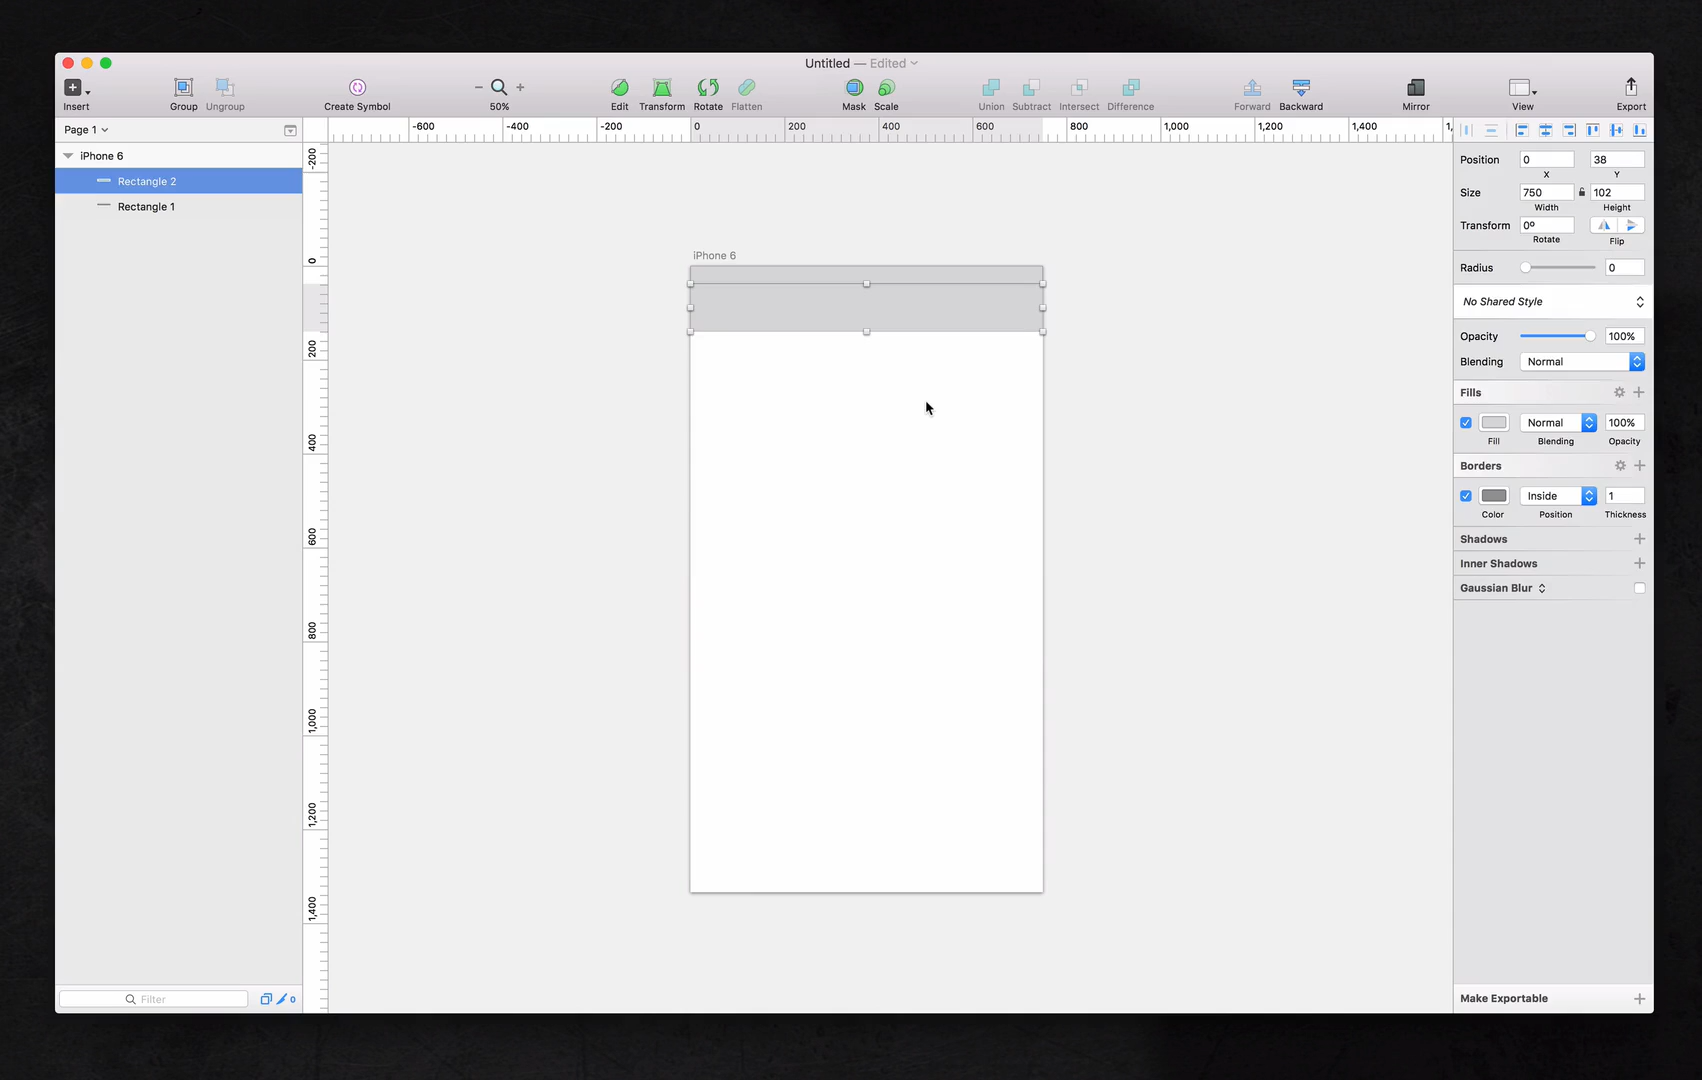 Untitled — Edited
Insert
Group
Ungroup
Create Symbol
50%
Edit
Transform
Rotate
Flatten
Mask
Scale
Union
Subtract
Intersect
Difference
Forward
Backward
Mirror
View
Export
Page 1
-600
-400
-200
0
200
400
600
800
1,000
1,200
1,400
1,
iPhone 6
Rectangle 2
Rectangle 1
-200
0
200
400
600
800
1,000
1,200
1,400
iPhone 6
Position 0 38
X Y
Size 750 102
Width Height
Transform 0º
Rotate Flip
Radius 0
No Shared Style
Opacity 100%
Blending Normal
Fills
Normal 100%
Fill Blending Opacity
Borders
Inside 1
Color Position Thickness
Shadows
Inner Shadows
Gaussian Blur
Filter
0
Make Exportable